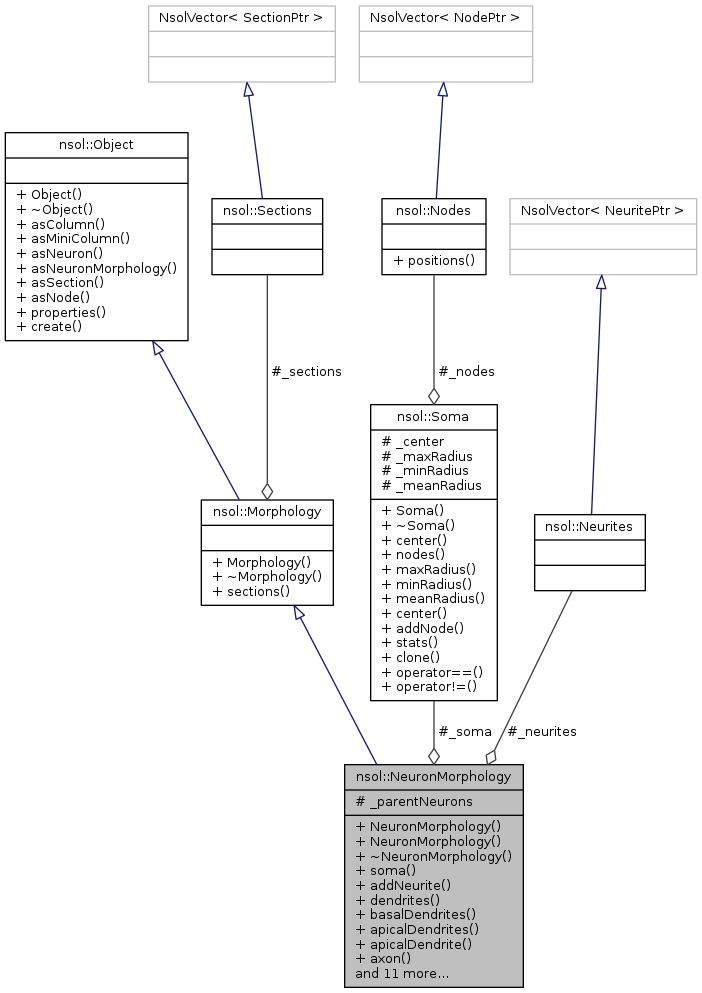 NsolVector< SectionPtr >
NsolVector< NodePtr >
nsol::Object
+ Object()
+ ~Object()
+ asColumn()
+ asMiniColumn()
+ asNeuron()
+ asNeuronMorphology()
+ asSection()
+ asNode()
+ properties()
+ create()
nsol::Sections
nsol::Nodes
+ positions()
NsolVector< NeuritePtr >
#_sections
#_nodes
nsol::Soma
# _center
# _maxRadius
# _minRadius
# _meanRadius
+ Soma()
+ ~Soma()
+ center()
+ nodes()
+ maxRadius()
+ minRadius()
+ meanRadius()
+ center()
+ addNode()
+ stats()
+ clone()
+ operator==()
+ operator!=()
nsol::Morphology
+ Morphology()
+ ~Morphology()
+ sections()
nsol::Neurites
#_soma
#_neurites
nsol::NeuronMorphology
# _parentNeurons
+ NeuronMorphology()
+ NeuronMorphology()
+ ~NeuronMorphology()
+ soma()
+ addNeurite()
+ dendrites()
+ basalDendrites()
+ apicalDendrites()
+ apicalDendrite()
+ axon()
and 11 more...